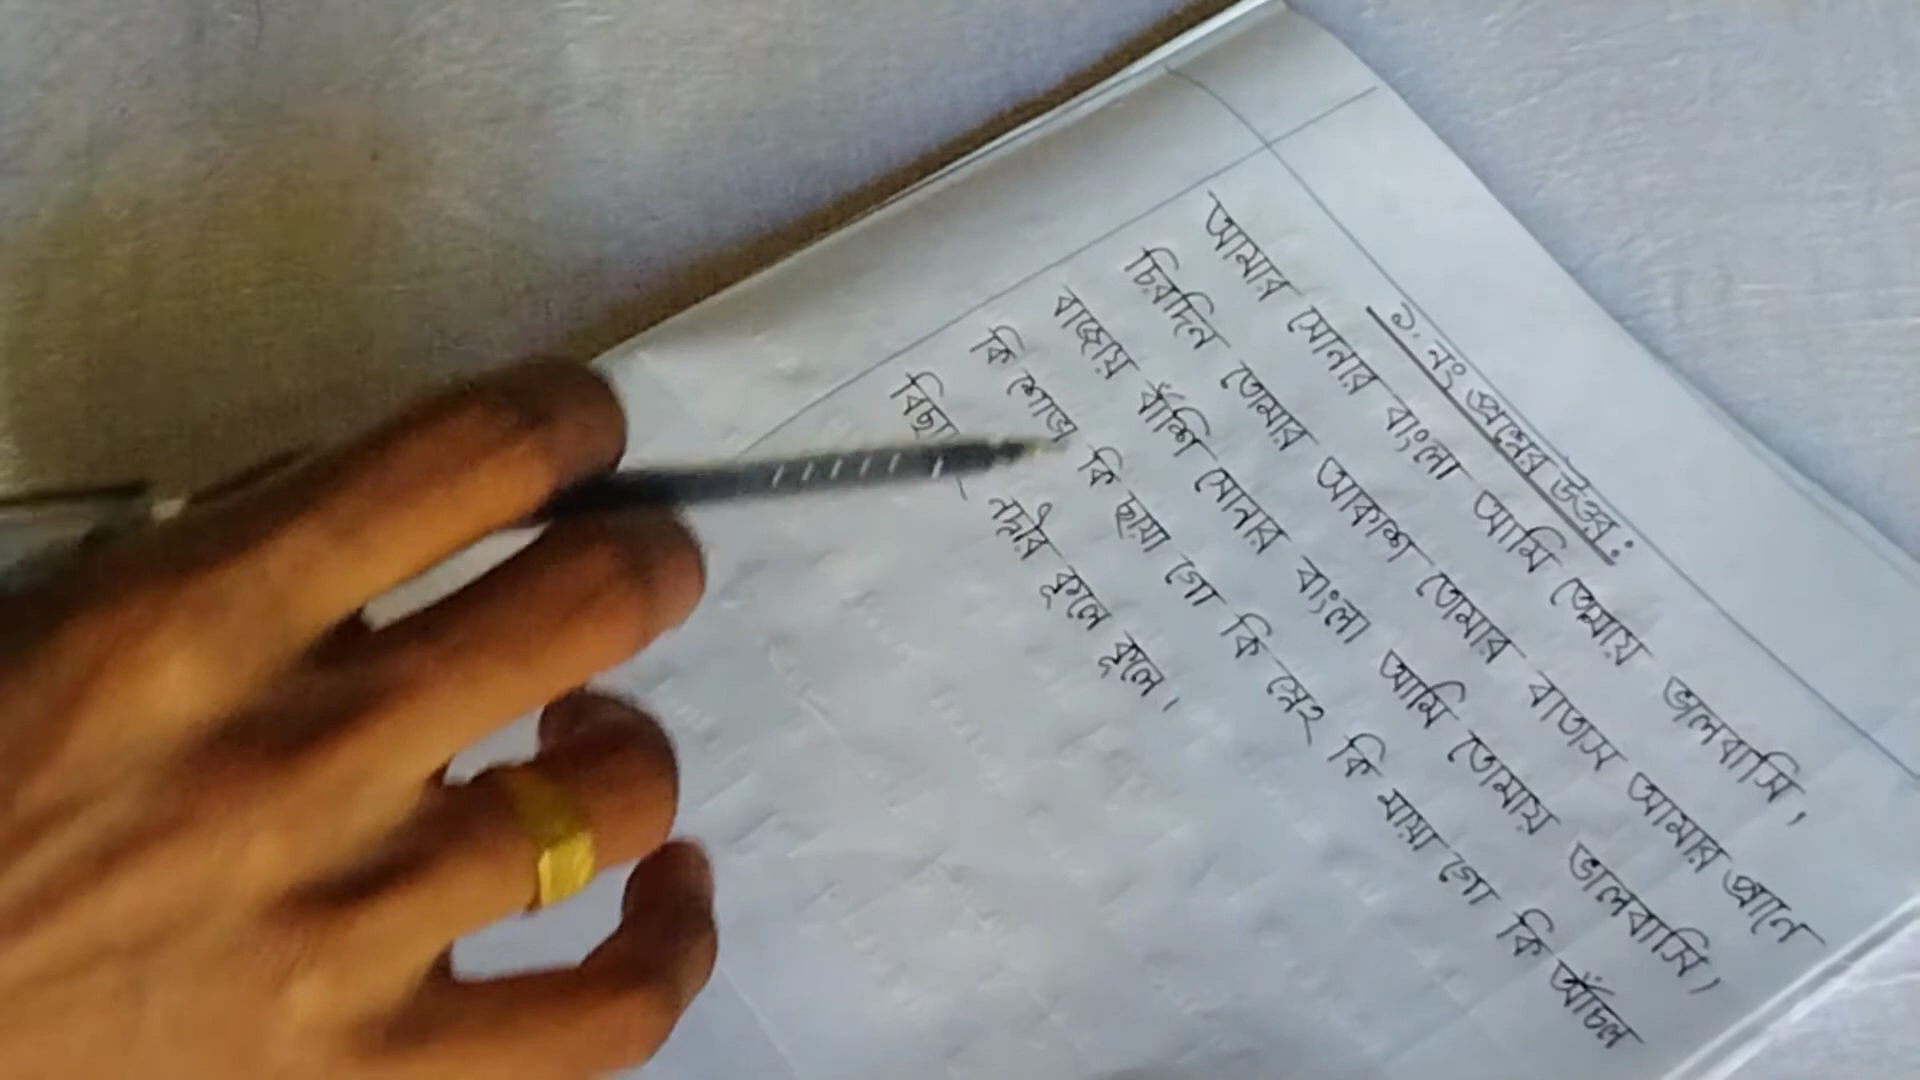 ১. নং প্রশ্নের উত্তর:
আমার সোনার বাংলা আমি তোমায় ভালবাসি,
চিরদিন তোমার আকাশ তোমার বাতাস আমার প্রানে
বাজায় বাঁশি সোনার বাংলা আমি তোমায় ভালবাসি।
কি শোভা কি ছায়া গো কি স্নেহ কি মায়া গো কি আঁচল
নদীর কূলে কূলে।